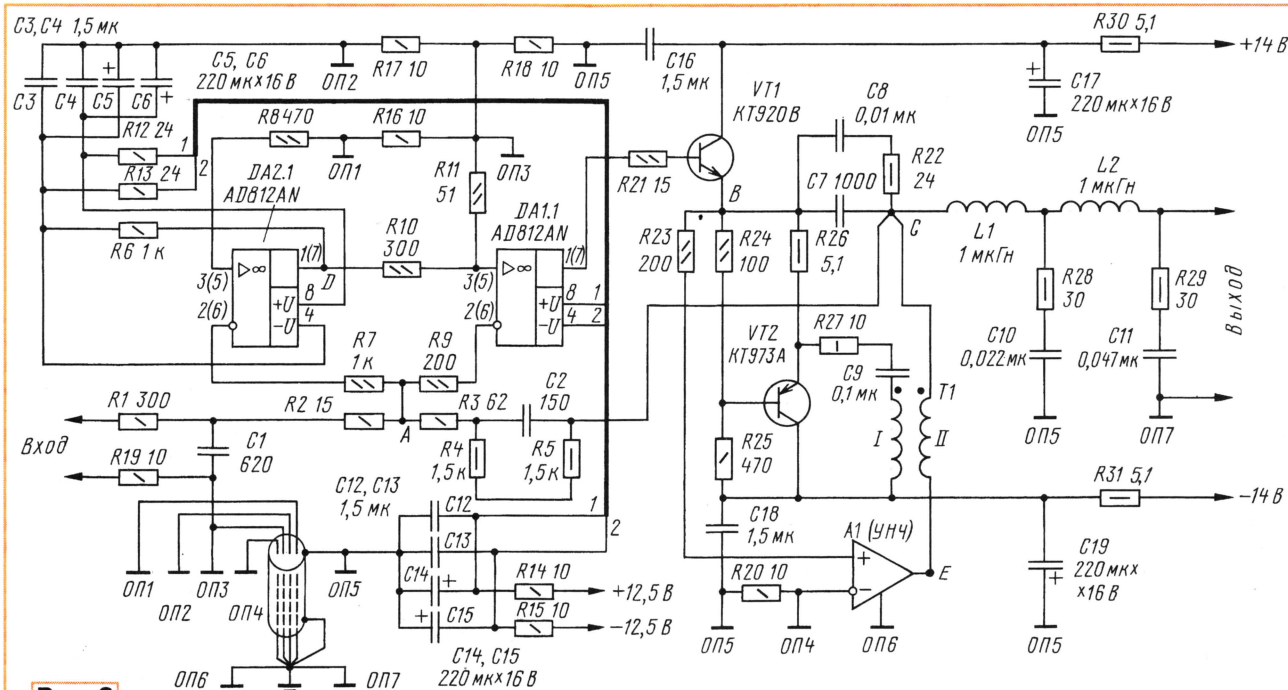 C3, C4 1,5 мк
C3
C4
C5
C6
C5, C6
220 мк×16 В
ОП2
R17 10
R18 10
ОП5
C16
1,5 мк
R30 5,1
+14 В
C17
220 мк×16 В
ОП5
R12 24
1
2
R13 24
R8 470
R16 10
ОП1
ОП3
R11
51
VT1
КТ920В
C8
0,01 мк
R22
24
R21 15
B
C7 1000
G
L1
1 мкГн
L2
1 мкГн
DA2.1
AD812AN
R6 1 к
R10
300
DA1.1
AD812AN
3(5)
▷∞
1(7)
D
2(6)
8
+U
4
-U
3(5)
▷∞
1(7)
2(6)
8
+U
1
4
-U
2
R23
200
R24
100
R26
5,1
R28
30
R29
30
Выход
R7
1 к
R9
200
VT2
КТ973А
R27 10
C9
0,1 мк
T1
I
II
C10
0,022 мк
C11
0,047 мк
ОП5
ОП7
Вход
R1 300
R2 15
A
R3 62
C2
150
R4
1,5 к
R5
1,5 к
R19 10
C1
620
R25
470
R31 5,1
-14 В
C12, C13
1,5 мк
C12
C13
1
2
C14
C15
R14 10
+12,5 В
R15 10
-12,5 В
C14, C15
220 мк×16 В
C18
1,5 мк
R20 10
A1 (УНЧ)
+
-
E
C19
220 мк×
×16 В
ОП5
ОП4
ОП6
ОП5
ОП1
ОП2
ОП3
ОП4
ОП5
ОП6
ОП7